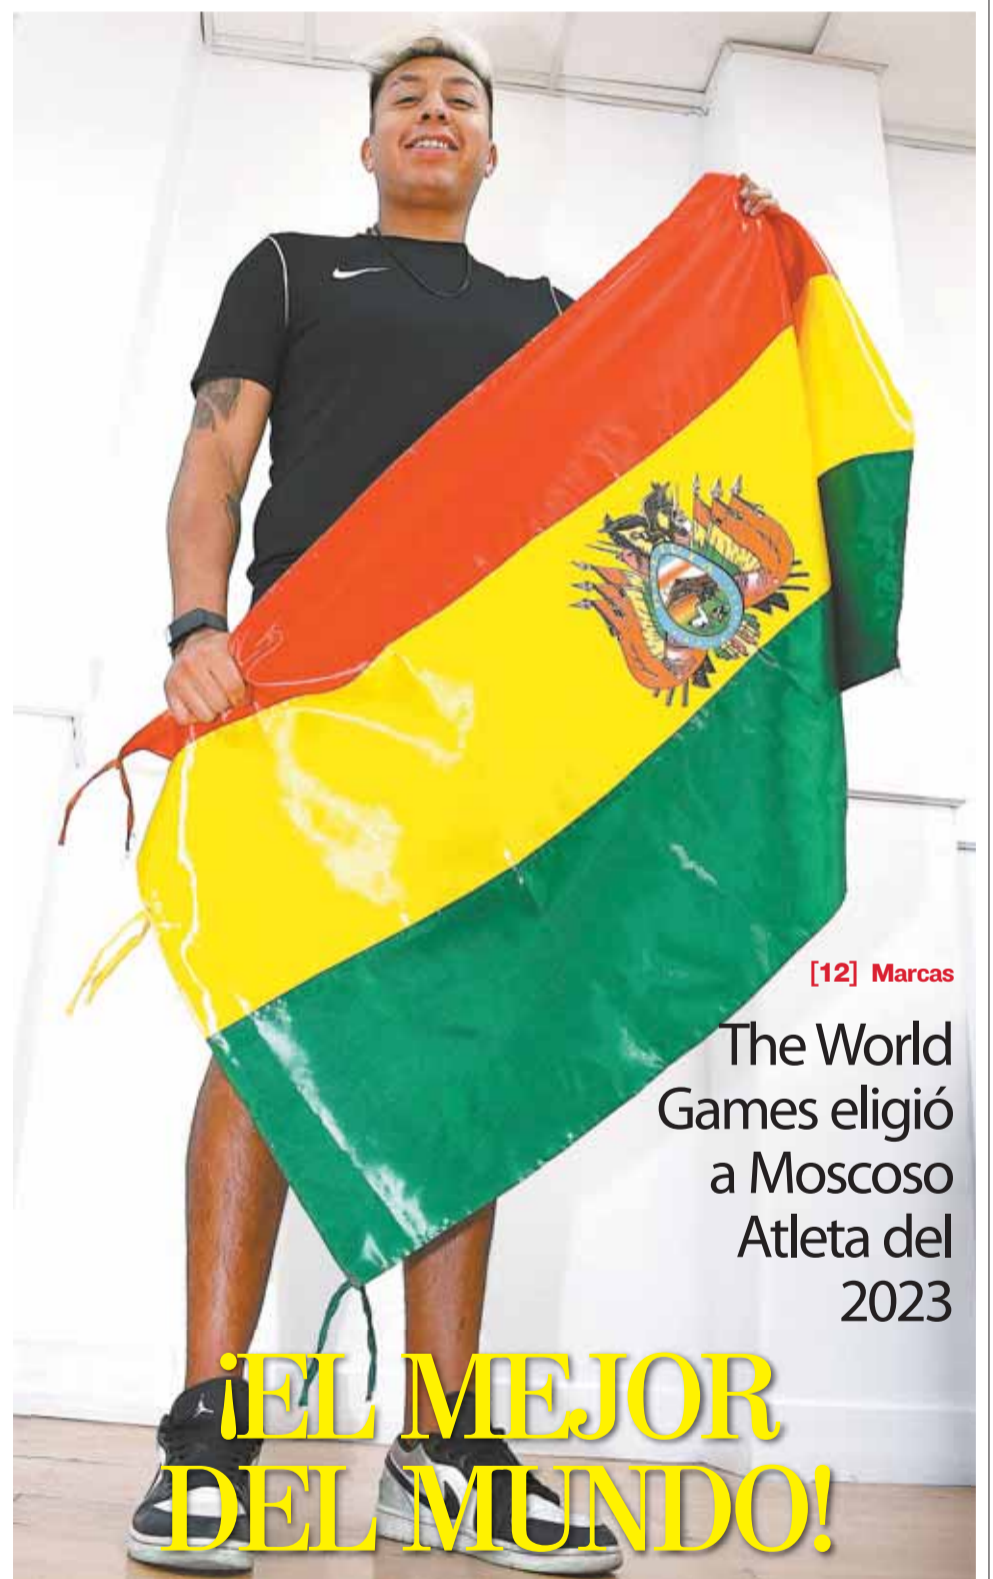 [12] Marcas
The World
Games eligió
a Moscoso
Atleta del
2023
¡EL MEJOR
DEL MUNDO!